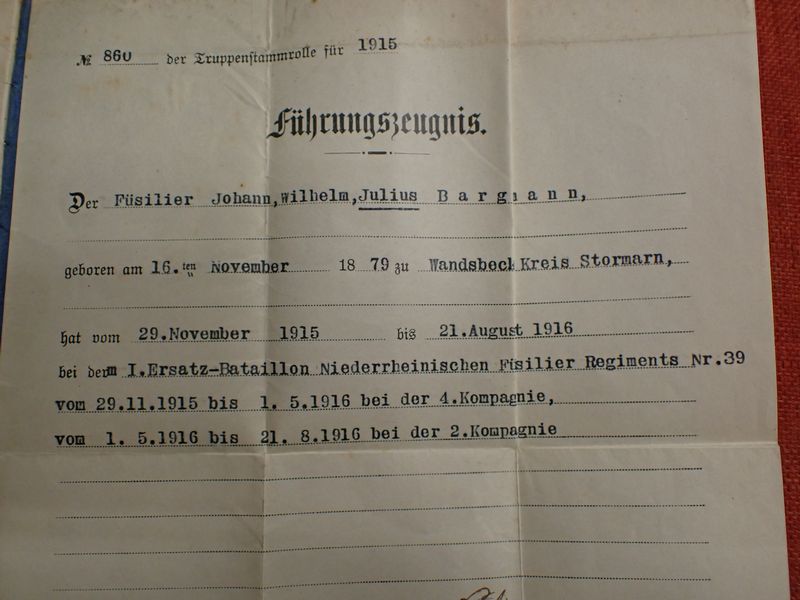 № 860 der Truppenstammrolle für 1915
Führungszeugnis.
Der Füsilier Johann,Wilhelm,Julius Bargmann,
geboren am 16.ten November 1879 zu Wandsbeck Kreis Stormarn,
hat vom 29.November 1915 bis 21.August 1916
bei dem I.Ersatz-Bataillon Niederrheinischen Füsilier Regiments Nr.39
vom 29.11.1915 bis 1. 5.1916 bei der 4.Kompagnie,
vom 1. 5.1916 bis 21. 8.1916 bei der 2.Kompagnie